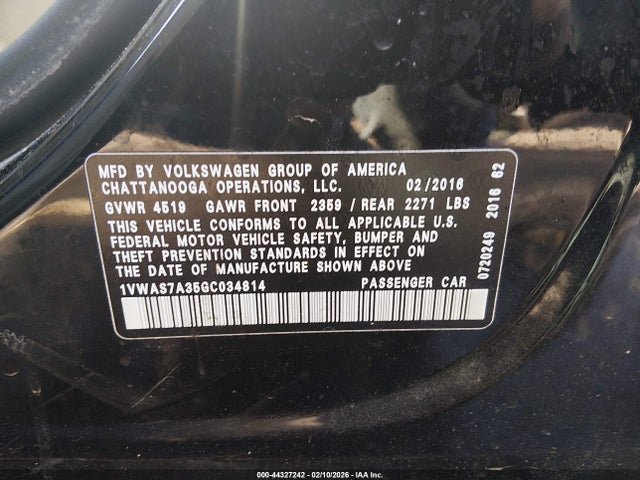 MFD BY VOLKSWAGEN GROUP OF AMERICA
CHATTANOOGA OPERATIONS, LLC. 02/2016
GVWR 4519 GAWR FRONT 2359 / REAR 2271 LBS
THIS VEHICLE CONFORMS TO ALL APPLICABLE U.S.
FEDERAL MOTOR VEHICLE SAFETY, BUMPER AND
THEFT PREVENTION STANDARDS IN EFFECT ON
THE DATE OF MANUFACTURE SHOWN ABOVE.
1VWAS7A35GC034814 PASSENGER CAR
0720249 2016 62
000-44327242 - 02/10/2026 - IAA Inc.